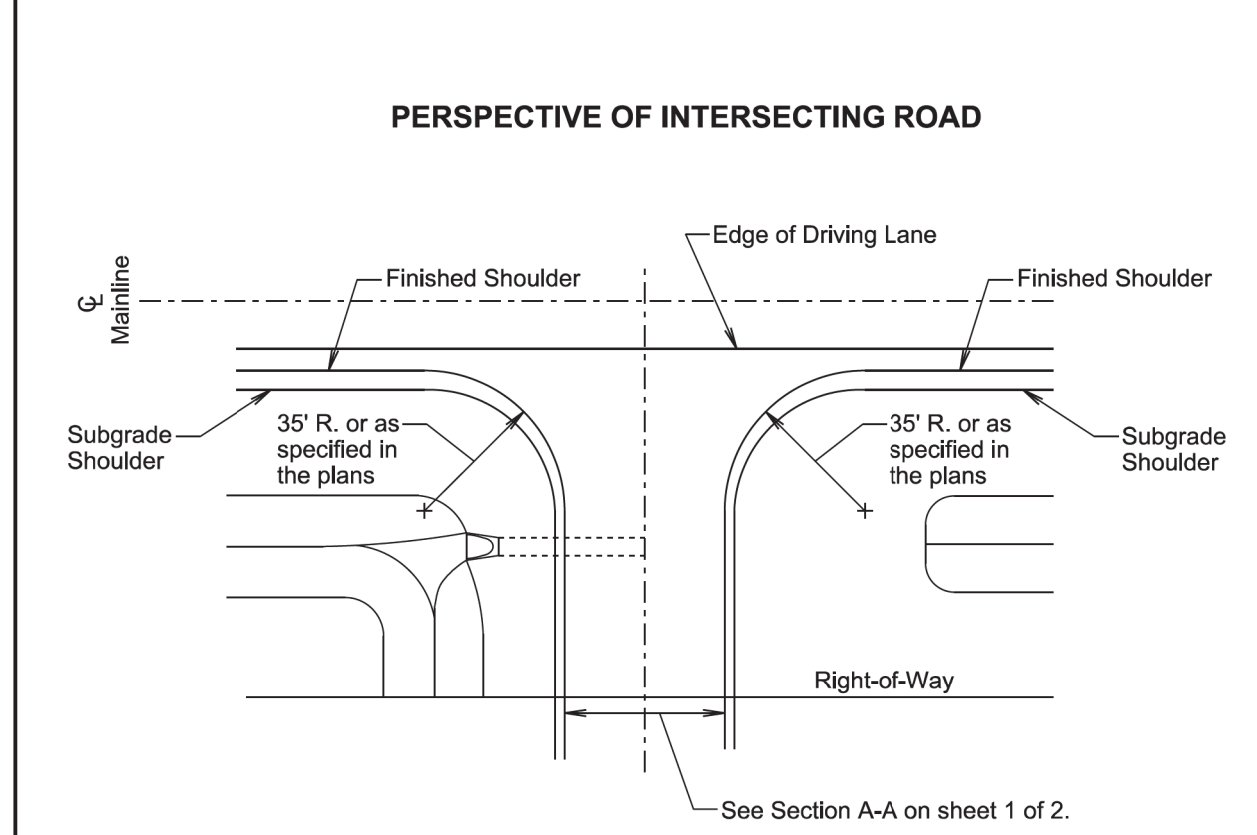 PERSPECTIVE OF INTERSECTING ROAD
Edge of Driving Lane
Finished Shoulder
Finished Shoulder
℄
Mainline
35' R. or as
specified in
the plans
35' R. or as
specified in
the plans
Subgrade
Shoulder
Subgrade
Shoulder
Right-of-Way
See Section A-A on sheet 1 of 2.